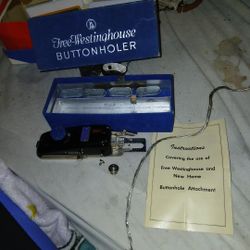 Free-Westinghouse
BUTTONHOLER
Instructions
Covering the use of
Free Westinghouse and
New Home
Buttonhole Attachment